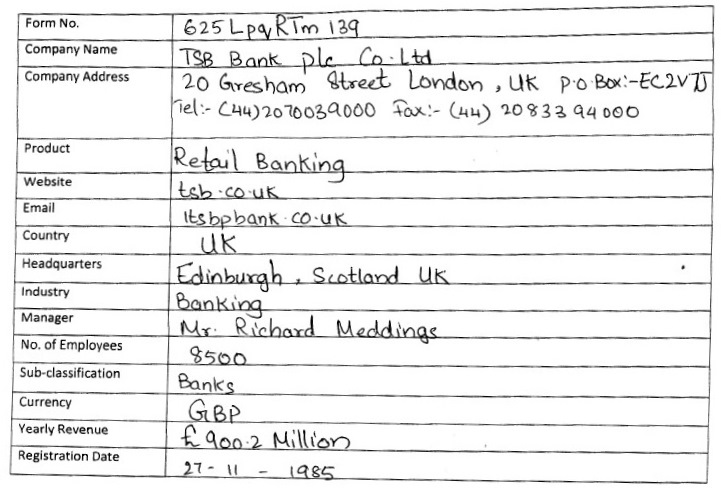 Form No. 625 LpqRTm 139
Company Name TSB Bank plc Co. Ltd
Company Address 20 Gresham Street London, UK P.O.Box:-EC2V7J
Tel:- (44)2070039000 Fax:- (44) 2083394000
Product Retail Banking
Website tsb.co.uk
Email ltsbpbank.co.uk
Country UK
Headquarters Edinburgh, Scotland UK
Industry Banking
Manager Mr. Richard Meddings
No. of Employees 8500
Sub-classification Banks
Currency GBP
Yearly Revenue £900.2 Million
Registration Date 27-11-1985